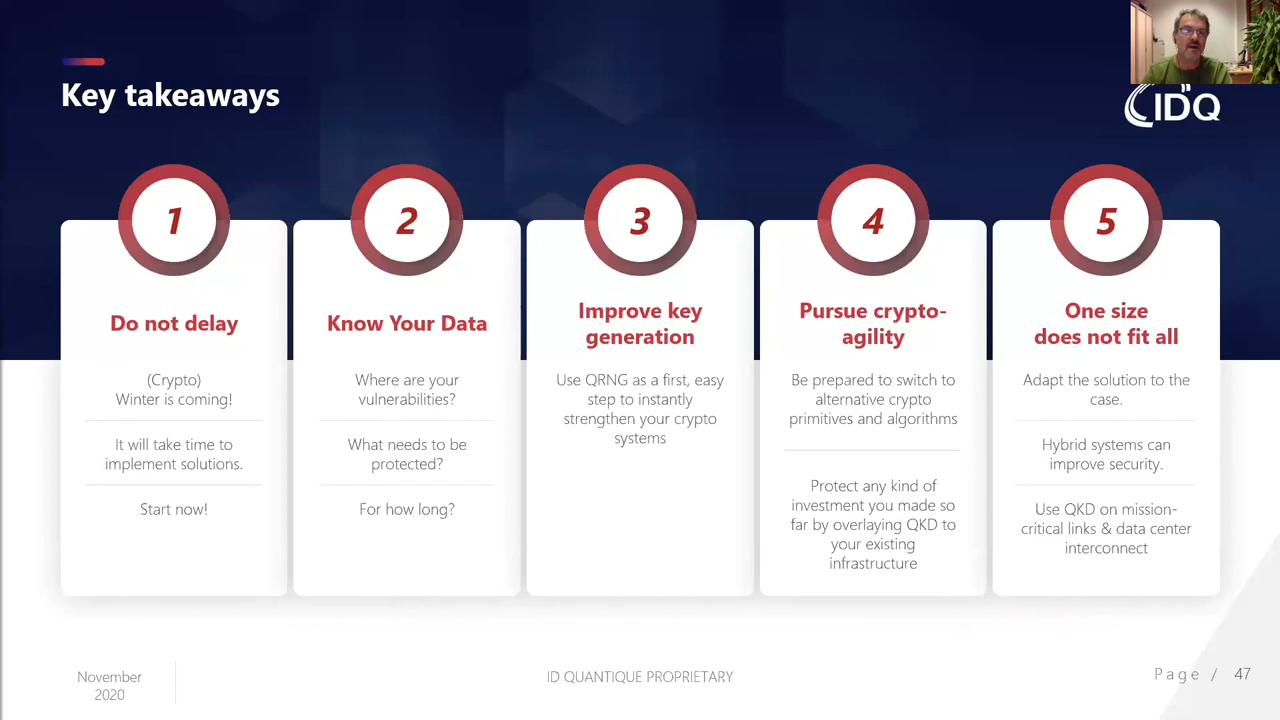 Key takeaways
IDQ
1
Do not delay
(Crypto)
Winter is coming!
It will take time to
implement solutions.
Start now!
2
Know Your Data
Where are your
vulnerabilities?
What needs to be
protected?
For how long?
3
Improve key
generation
Use QRNG as a first, easy
step to instantly
strengthen your crypto
systems
4
Pursue crypto-
agility
Be prepared to switch to
alternative crypto
primitives and algorithms
Protect any kind of
investment you made so
far by overlaying QKD to
your existing
infrastructure
5
One size
does not fit all
Adapt the solution to the
case.
Hybrid systems can
improve security.
Use QKD on mission-
critical links & data center
interconnect
November
2020
ID QUANTIQUE PROPRIETARY
Page / 47